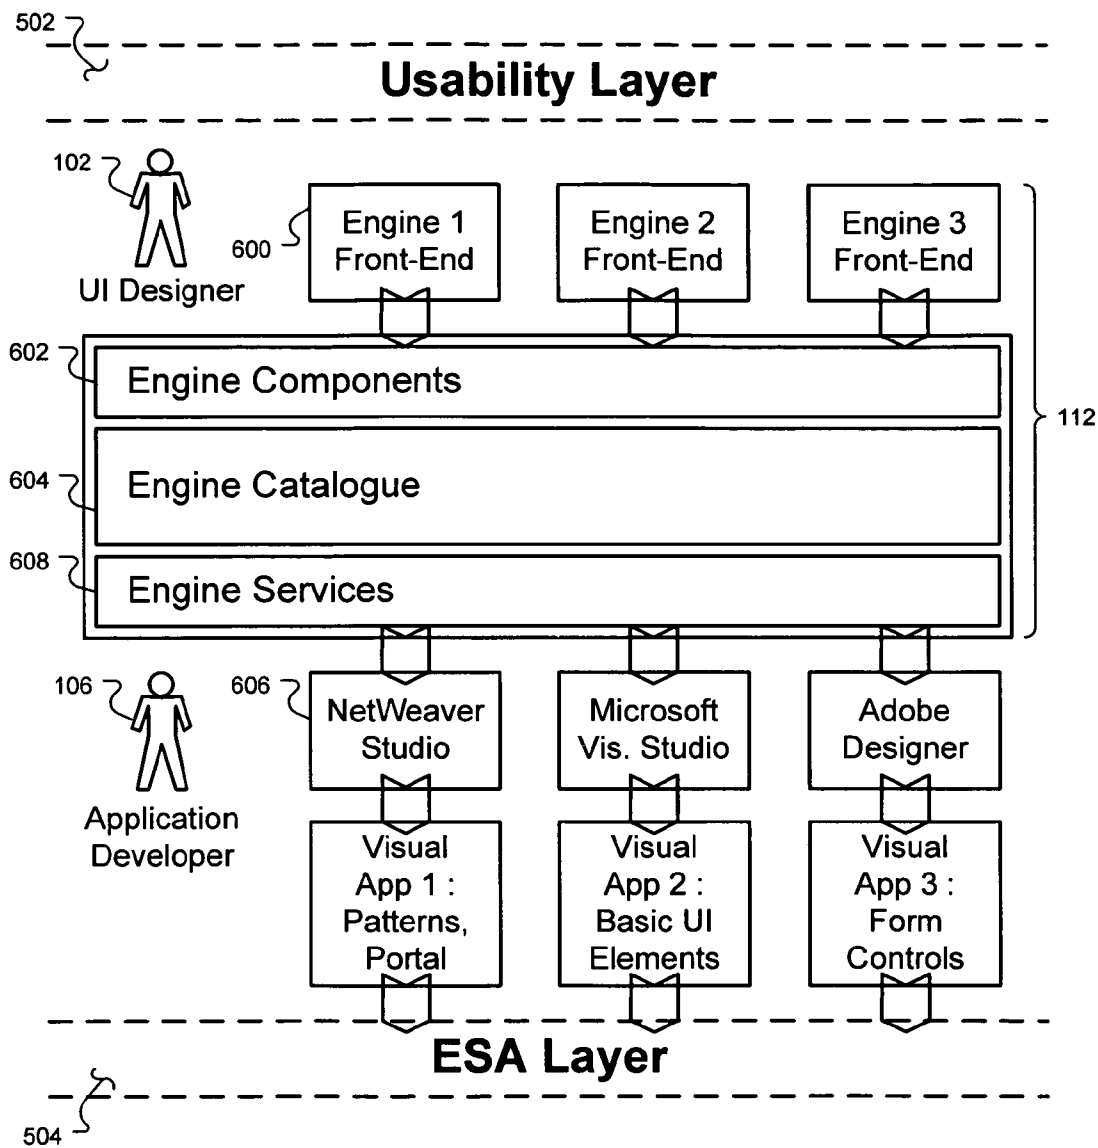 502
Usability Layer
102
UI Designer
600
Engine 1
Front-End
Engine 2
Front-End
Engine 3
Front-End
602
Engine Components
112
604
Engine Catalogue
608
Engine Services
106
Application
Developer
606
NetWeaver
Studio
Microsoft
Vis. Studio
Adobe
Designer
Visual
App 1 :
Patterns,
Portal
Visual
App 2 :
Basic UI
Elements
Visual
App 3 :
Form
Controls
ESA Layer
504